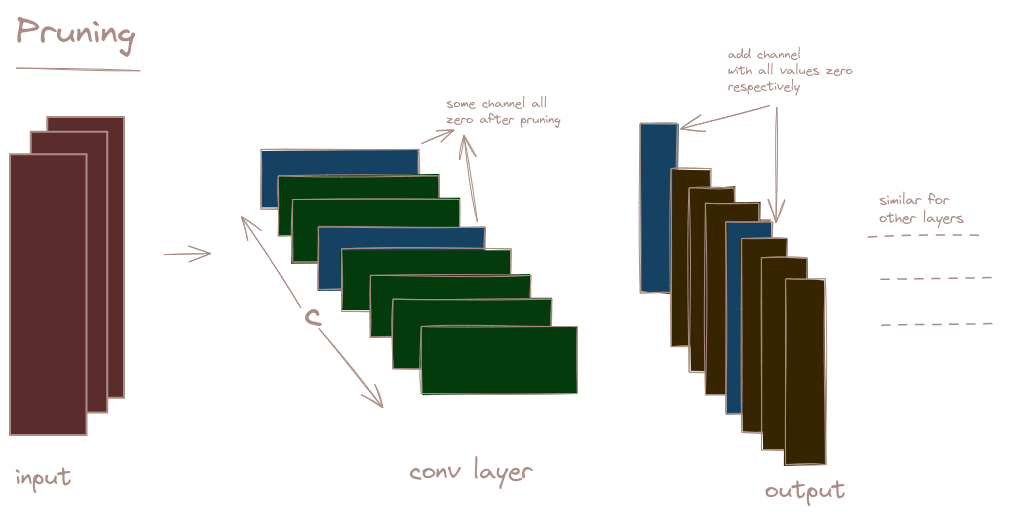 Pruning
some channel all
zero after pruning
add channel
with all values zero
respectively
similar for
other layers
c
input
conv layer
output